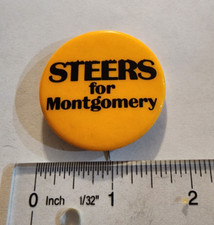 STEERS
for
Montgomery
0 Inch 1/32" 1 2